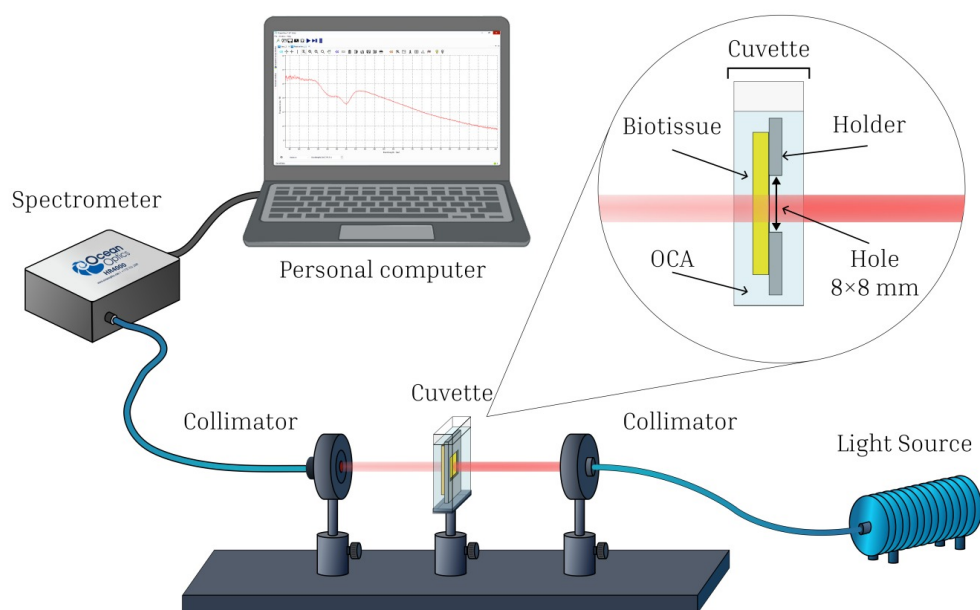 Cuvette
Biotissue
Holder
Spectrometer
Ocean
Optics
HR4000
Personal computer
OCA
Hole
8×8 mm
Cuvette
Collimator
Collimator
Light Source